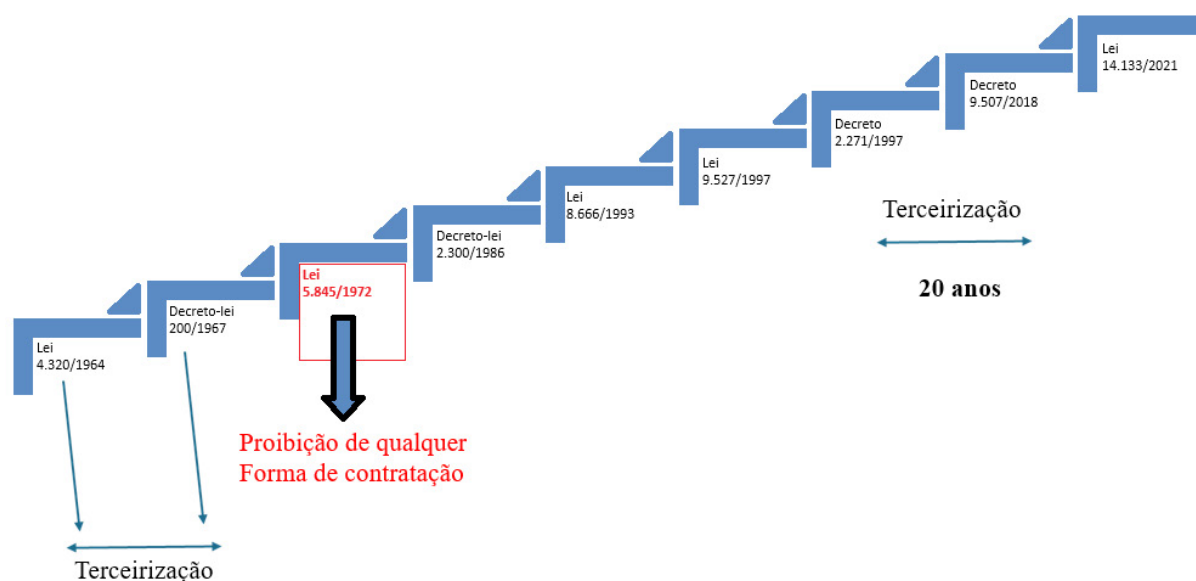 Lei
4.320/1964
Decreto-lei
200/1967
Lei
5.845/1972
Decreto-lei
2.300/1986
Lei
8.666/1993
Lei
9.527/1997
Decreto
2.271/1997
Decreto
9.507/2018
Lei
14.133/2021
Terceirização
20 anos
Proibição de qualquer
Forma de contratação
Terceirização